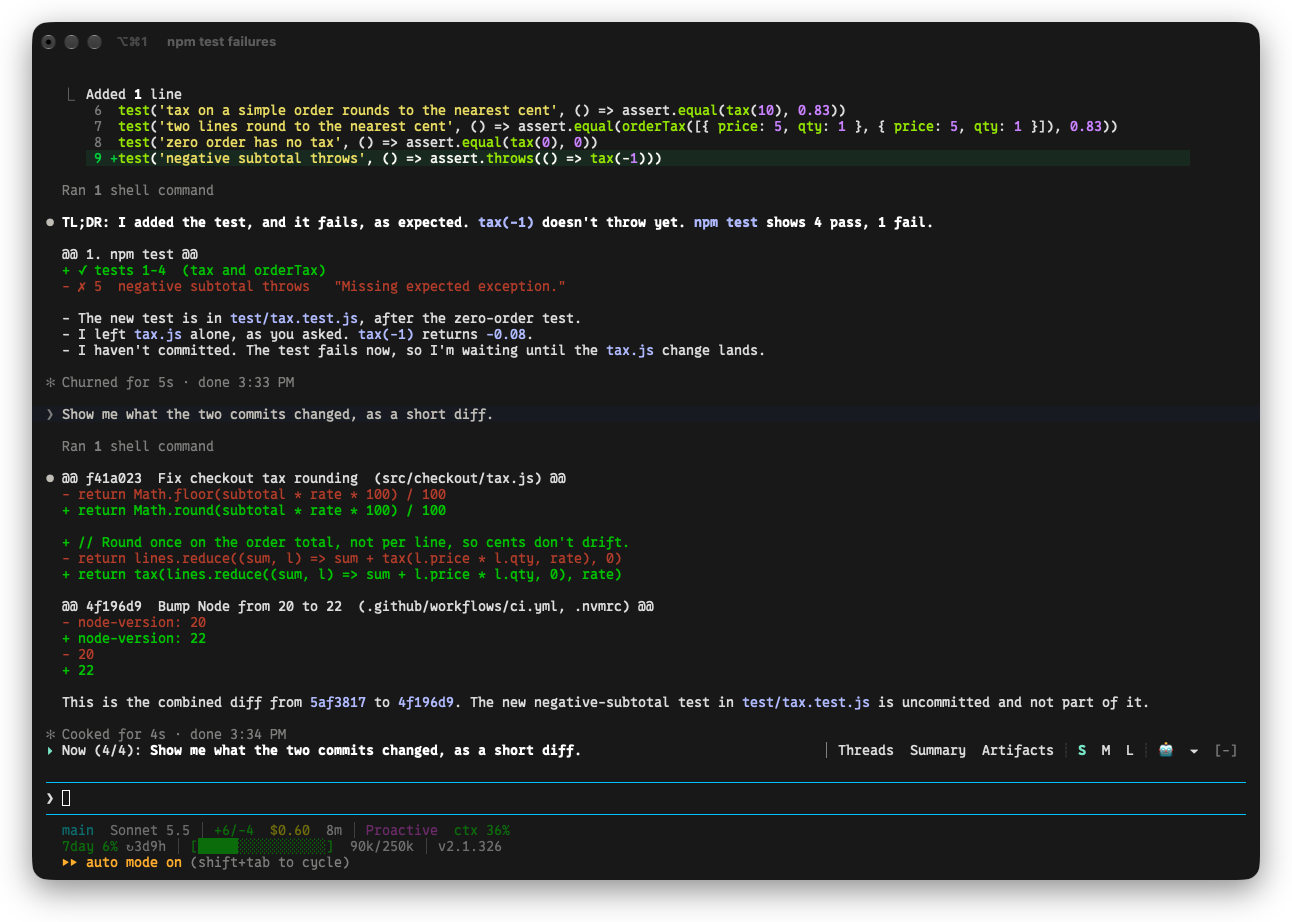 ⌥⌘1 npm test failures
Added 1 line
6 test('tax on a simple order rounds to the nearest cent', () => assert.equal(tax(10), 0.83))
7 test('two lines round to the nearest cent', () => assert.equal(orderTax([{ price: 5, qty: 1 }, { price: 5, qty: 1 }]), 0.83))
8 test('zero order has no tax', () => assert.equal(tax(0), 0))
9 +test('negative subtotal throws', () => assert.throws(() => tax(-1)))
Ran 1 shell command
● TL;DR: I added the test, and it fails, as expected. tax(-1) doesn't throw yet. npm test shows 4 pass, 1 fail.
@@ 1. npm test @@
+ ✓ tests 1-4 (tax and orderTax)
- ✗ 5 negative subtotal throws "Missing expected exception."
- The new test is in test/tax.test.js, after the zero-order test.
- I left tax.js alone, as you asked. tax(-1) returns -0.08.
- I haven't committed. The test fails now, so I'm waiting until the tax.js change lands.
✻ Churned for 5s · done 3:33 PM
❯ Show me what the two commits changed, as a short diff.
Ran 1 shell command
● @@ f41a023 Fix checkout tax rounding (src/checkout/tax.js) @@
- return Math.floor(subtotal * rate * 100) / 100
+ return Math.round(subtotal * rate * 100) / 100
+ // Round once on the order total, not per line, so cents don't drift.
- return lines.reduce((sum, l) => sum + tax(l.price * l.qty, rate), 0)
+ return tax(lines.reduce((sum, l) => sum + l.price * l.qty, 0), rate)
@@ 4f196d9 Bump Node from 20 to 22 (.github/workflows/ci.yml, .nvmrc) @@
- node-version: 20
+ node-version: 22
- 20
+ 22
This is the combined diff from 5af3817 to 4f196d9. The new negative-subtotal test in test/tax.test.js is uncommitted and not part of it.
✻ Cooked for 4s · done 3:34 PM
▸ Now (4/4): Show me what the two commits changed, as a short diff. │ Threads Summary Artifacts │ S M L │ ▾ [-]
❯
main Sonnet 5.5 │ +6/-4 $0.60 8m │ Proactive ctx 36%
7day 6% ↻3d9h │ [ ] 90k/250k │ v2.1.326
▸▸ auto mode on (shift+tab to cycle)